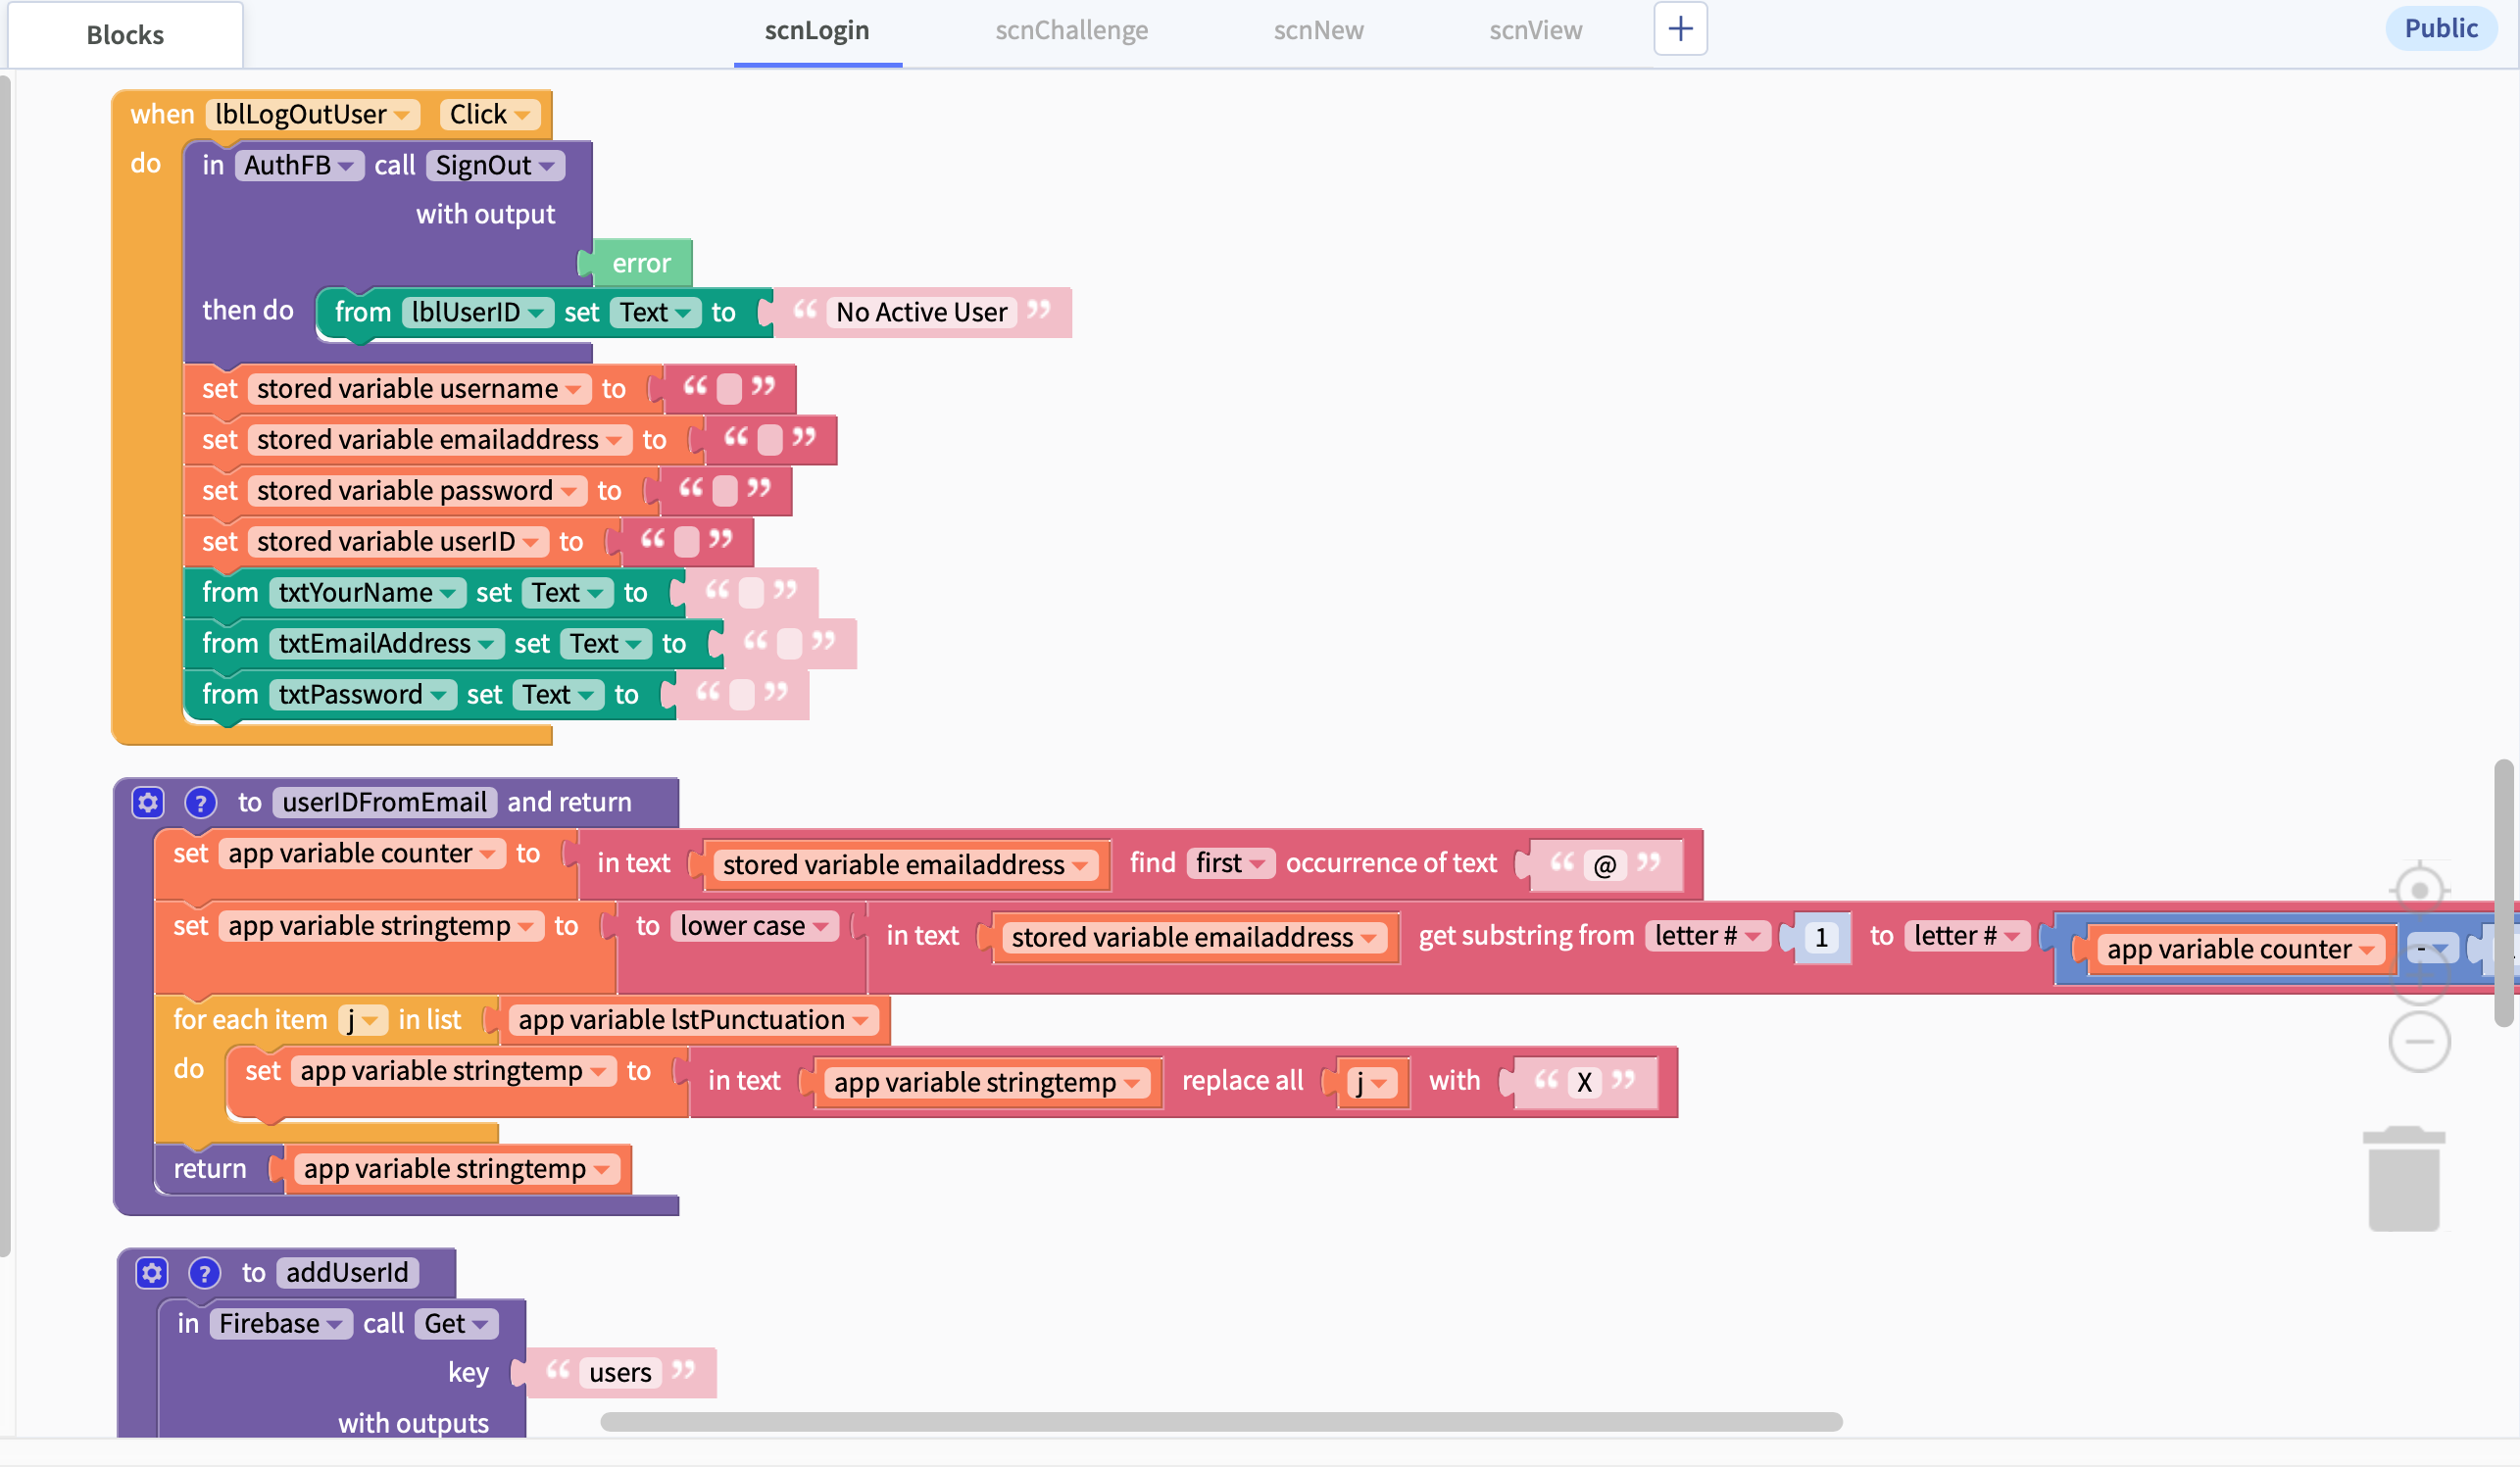 Blocks scnLogin scnChallenge scnNew scnView + Public
when lblLogOutUser Click
do in AuthFB call SignOut
with output
error
then do from lblUserID set Text to “ No Active User ”
set stored variable username to “ ”
set stored variable emailaddress to “ ”
set stored variable password to “ ”
set stored variable userID to “ ”
from txtYourName set Text to “ ”
from txtEmailAddress set Text to “ ”
from txtPassword set Text to “ ”
? to userIDFromEmail and return
set app variable counter to in text stored variable emailaddress find first occurrence of text “ @ ”
set app variable stringtemp to to lower case in text stored variable emailaddress get substring from letter # 1 to letter # app variable counter -
for each item j in list app variable lstPunctuation
do set app variable stringtemp to in text app variable stringtemp replace all j with “ X ”
return app variable stringtemp
? to addUserId
in Firebase call Get
key “ users ”
with outputs